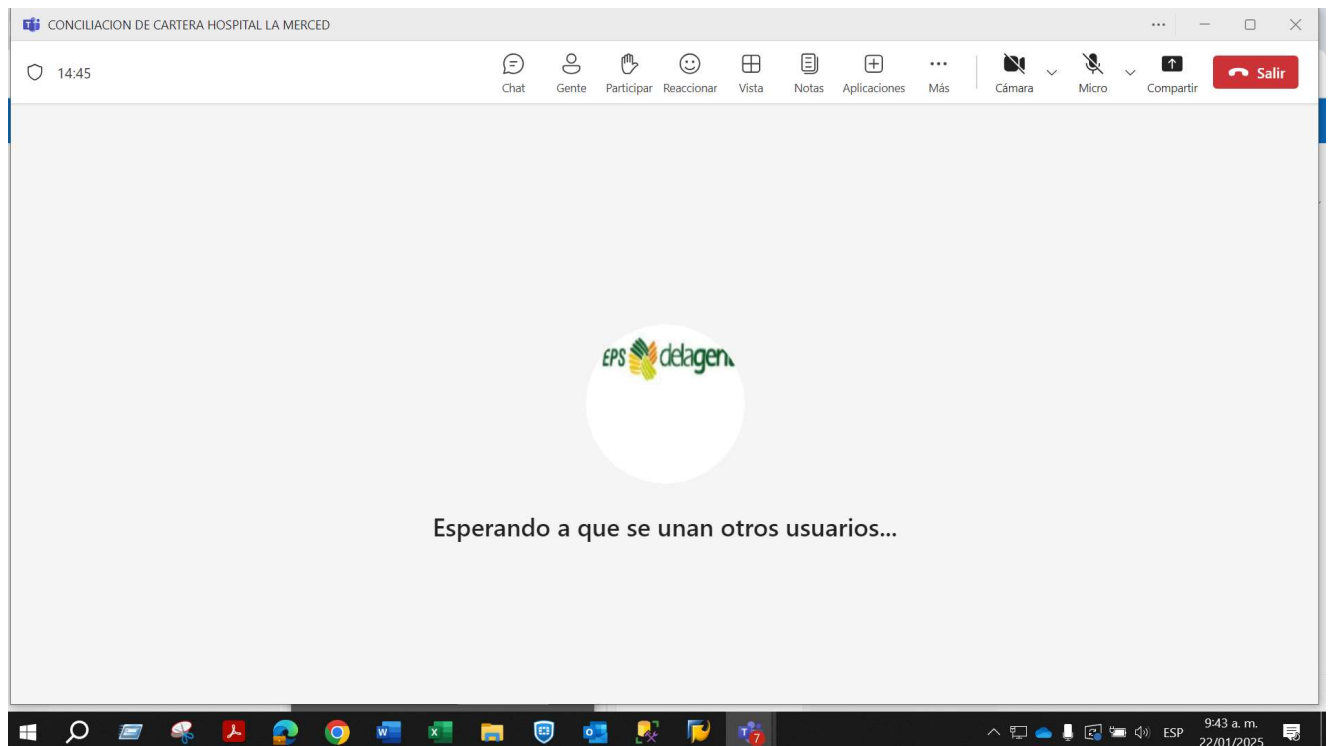 CONCILIACION DE CARTERA HOSPITAL LA MERCED
14:45
Chat Gente Participar Reaccionar Vista Notas Aplicaciones Más Cámara Micro Compartir Salir
EPS delagen
Esperando a que se unan otros usuarios...
7
ESP
9:43 a. m.
22/01/2025